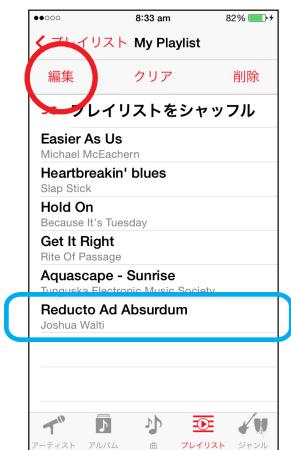 8:33 am 82%
プレイリスト My Playlist
編集 クリア 削除
プレイリストをシャッフル
Easier As Us
Michael McEachern
Heartbreakin' blues
Slap Stick
Hold On
Because It's Tuesday
Get It Right
Rite Of Passage
Aquascape - Sunrise
Tunguska Electronic Music Society
Reducto Ad Absurdum
Joshua Walti
アーティスト アルバム 曲 プレイリスト ジャンル